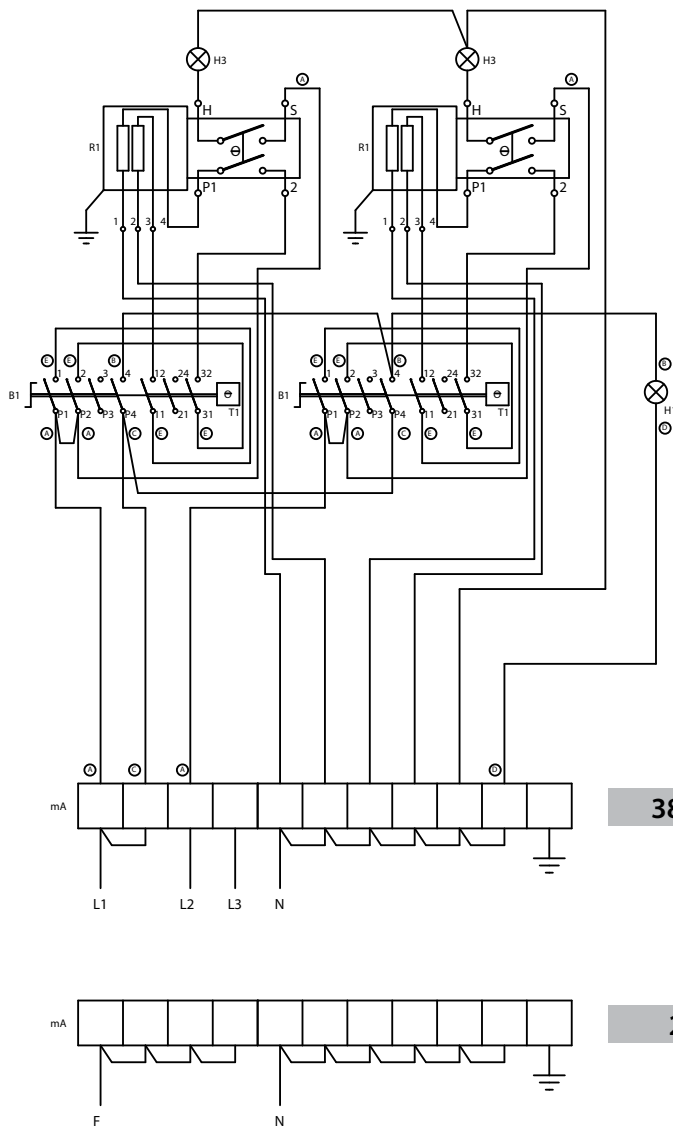 H3 H3
A A
H S H S
R1 R1
P1 2 P1 2
1 2 3 4 1 2 3 4
E E B E E B B
1 2 3 4 12 24 32 1 2 3 4 12 24 32
B1 B1
T1 T1
P1 P2 P3 P4 11 21 31 P1 P2 P3 P4 11 21 31
A A C E E A A C E E D
A C A D
mA 38
L1 L2 L3 N
mA 2
F N